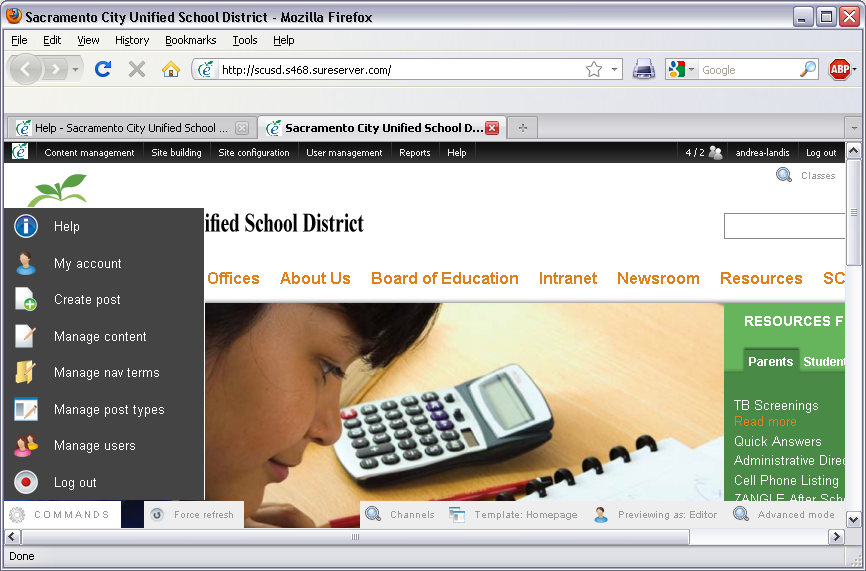 Sacramento City Unified School District - Mozilla Firefox
File Edit View History Bookmarks Tools Help
http://scusd.s468.sureserver.com/
Google
ABP
Help - Sacramento City Unified School ...
Sacramento City Unified School D...
Content management Site building Site configuration User management Reports Help 4 / 2 andrea-landis Log out
Classes
ified School District
Offices About Us Board of Education Intranet Newsroom Resources SC
Help
My account
Create post
Manage content
Manage nav terms
Manage post types
Manage users
Log out
RESOURCES F
Parents Student
TB Screenings
Read more
Quick Answers
Administrative Direc
Cell Phone Listing
ZANGLE After Sch
COMMANDS Force refresh Channels Template: Homepage Previewing as: Editor Advanced mode
Done